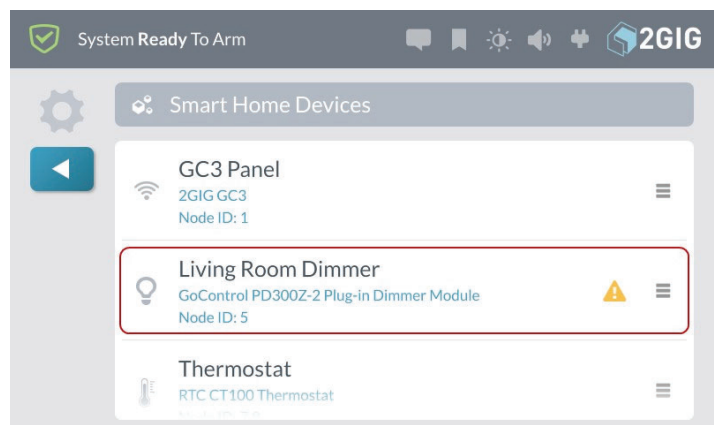 System Ready To Arm
2GIG
Smart Home Devices
GC3 Panel
2GIG GC3
Node ID: 1
Living Room Dimmer
GoControl PD300Z-2 Plug-in Dimmer Module
Node ID: 5
Thermostat
RTC CT100 Thermostat